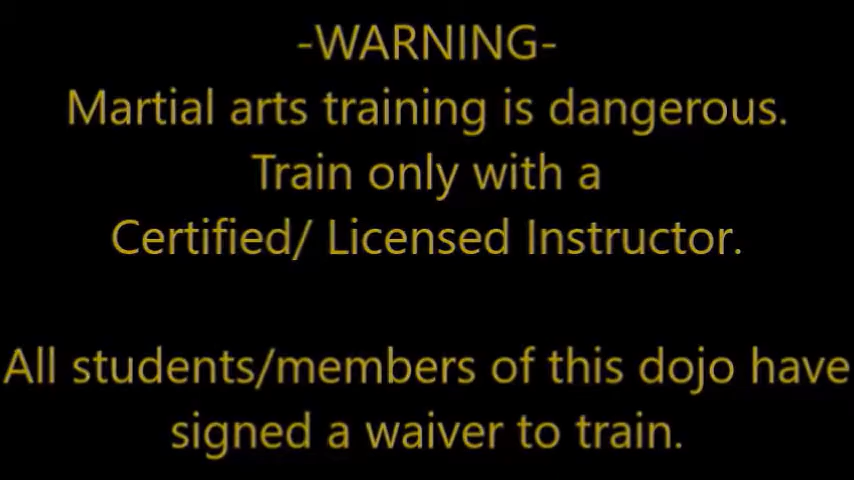 -WARNING-
Martial arts training is dangerous.
Train only with a
Certified/ Licensed Instructor.
All students/members of this dojo have
signed a waiver to train.